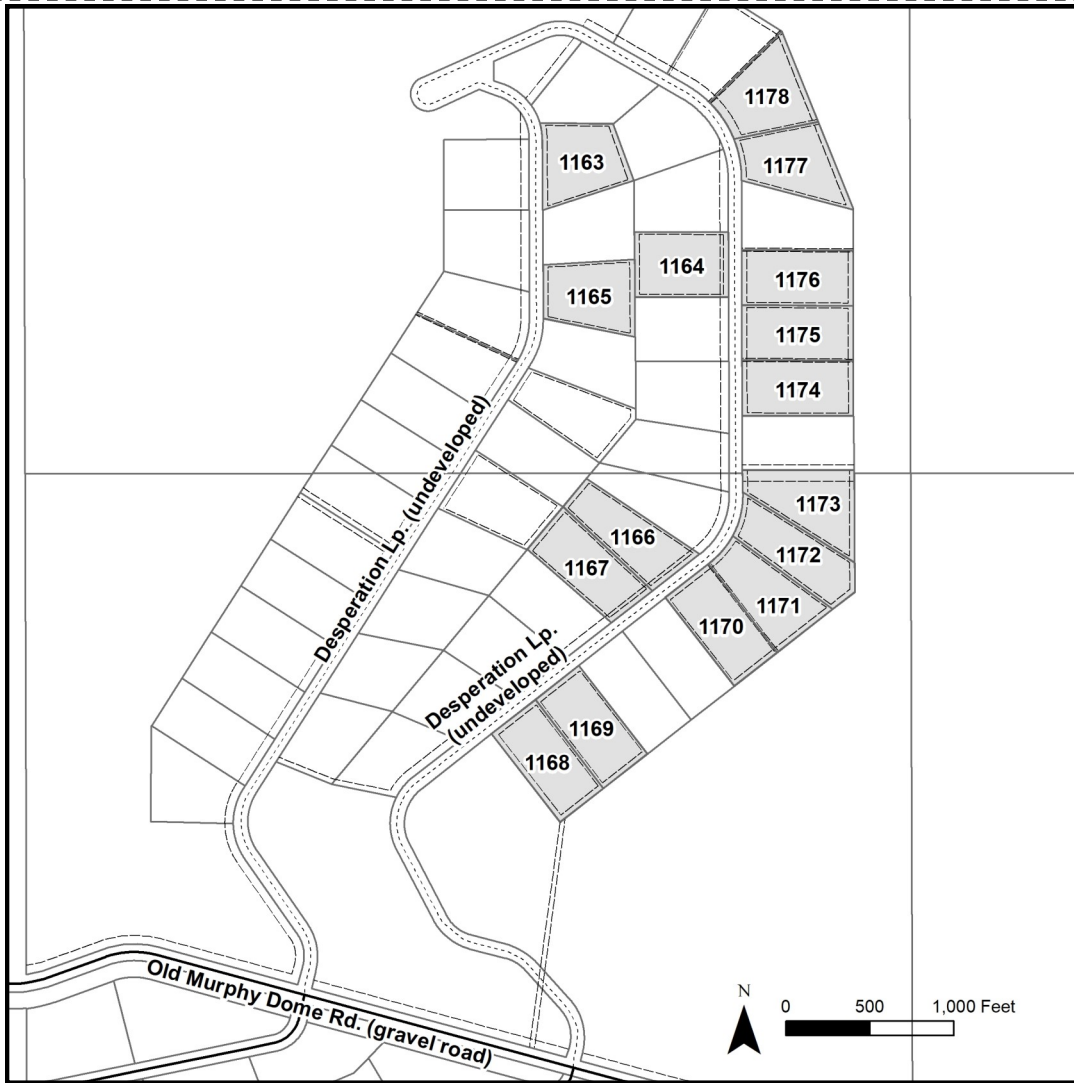 1178
1163
1177
1164
1176
1165
1175
1174
Desperation Lp. (undeveloped)
1173
1166
1172
1167
1171
1170
Desperation Lp.
(undeveloped)
1169
1168
Old Murphy Dome Rd. (gravel road)
N
0 500 1,000 Feet